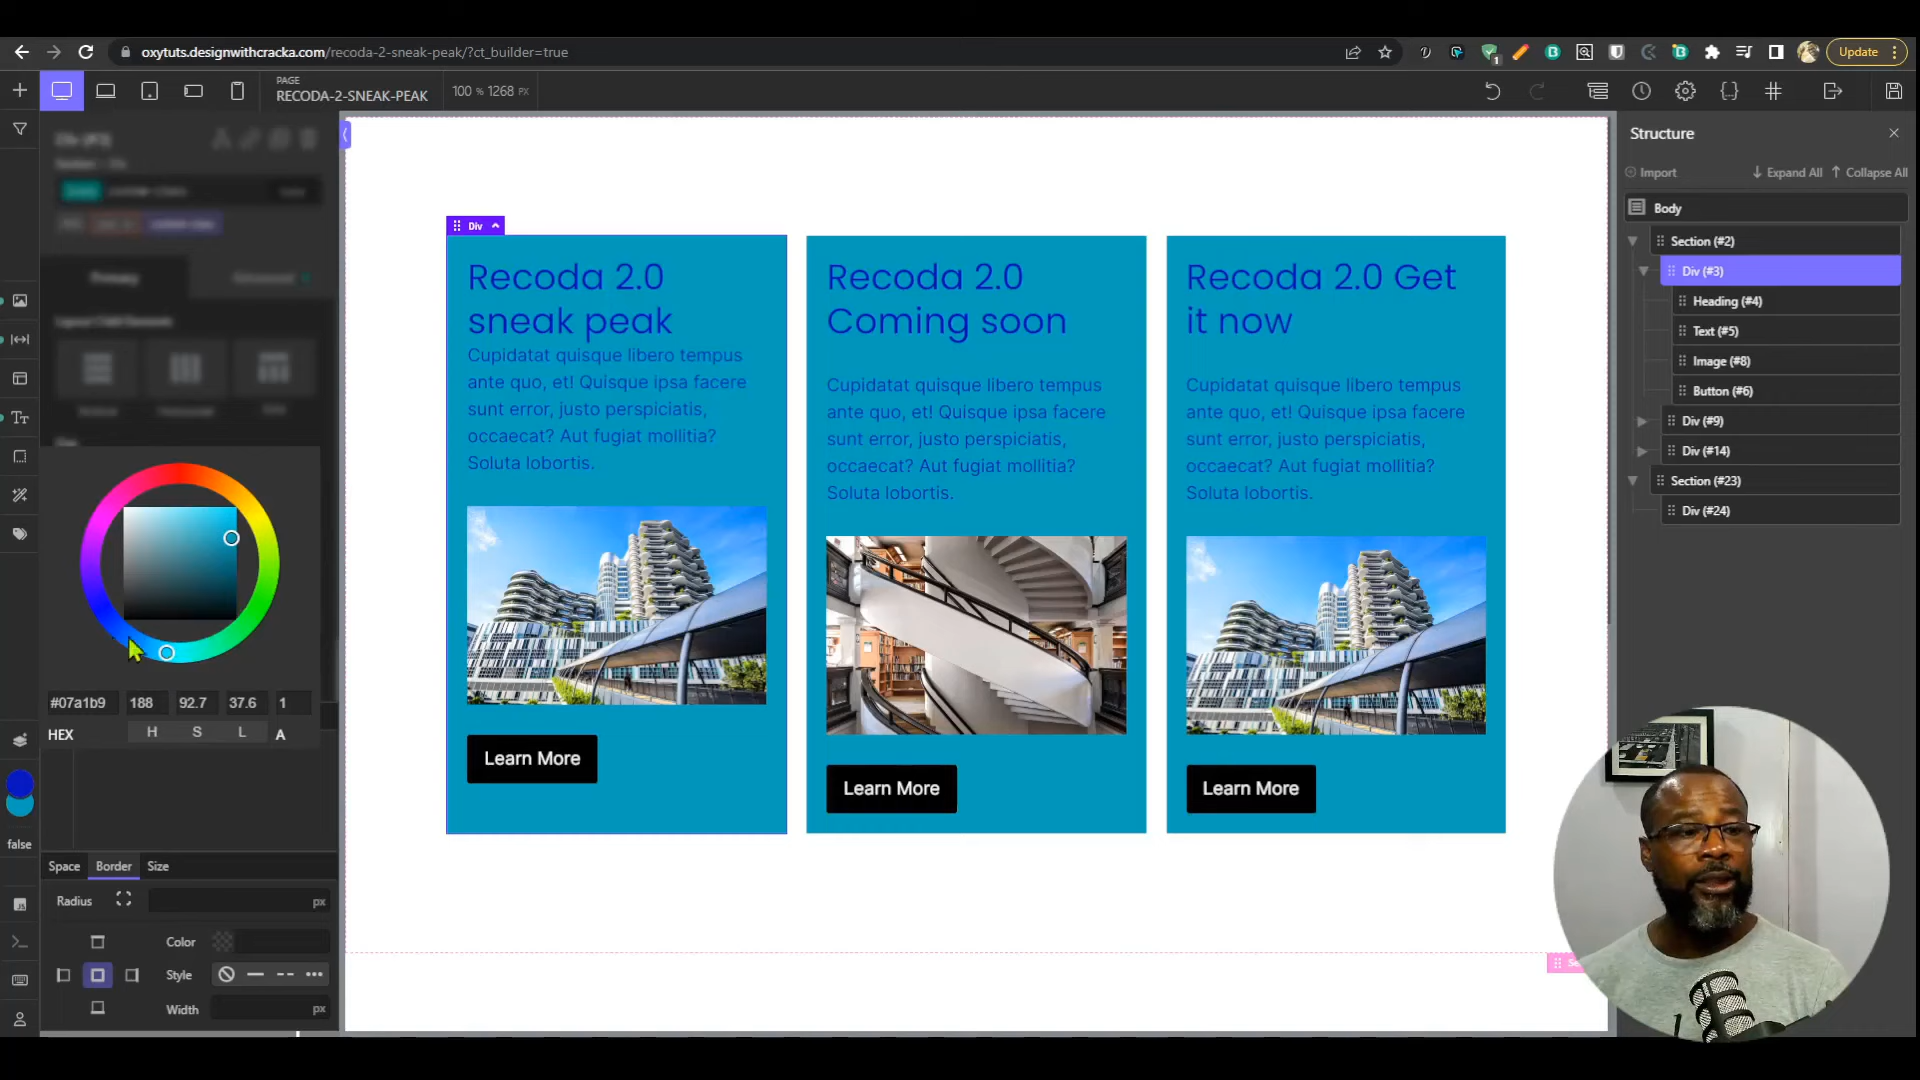 oxytuts.designwithcracka.com/recoda-2-sneak-peak/?ct_builder=true
Update
1
PAGE
RECODA-2-SNEAK-PEAK
100 % 1268 PX
Structure
Import
Expand All
Collapse All
Body
Section (#2)
Div (#3)
Heading (#4)
Text (#5)
Image (#8)
Button (#6)
Div (#9)
Div (#14)
Section (#23)
Div (#24)
Div
Recoda 2.0
sneak peak
Cupidatat quisque libero tempus
ante quo, et! Quisque ipsa facere
sunt error, justo perspiciatis,
occaecat? Aut fugiat mollitia?
Soluta lobortis.
Learn More
Recoda 2.0
Coming soon
Cupidatat quisque libero tempus
ante quo, et! Quisque ipsa facere
sunt error, justo perspiciatis,
occaecat? Aut fugiat mollitia?
Soluta lobortis.
Learn More
Recoda 2.0 Get
it now
Cupidatat quisque libero tempus
ante quo, et! Quisque ipsa facere
sunt error, justo perspiciatis,
occaecat? Aut fugiat mollitia?
Soluta lobortis.
Learn More
Primary
#07a1b9 188 92.7 37.6 1
HEX H S L A
false
Space Border Size
Radius px
Color
Style
Width px